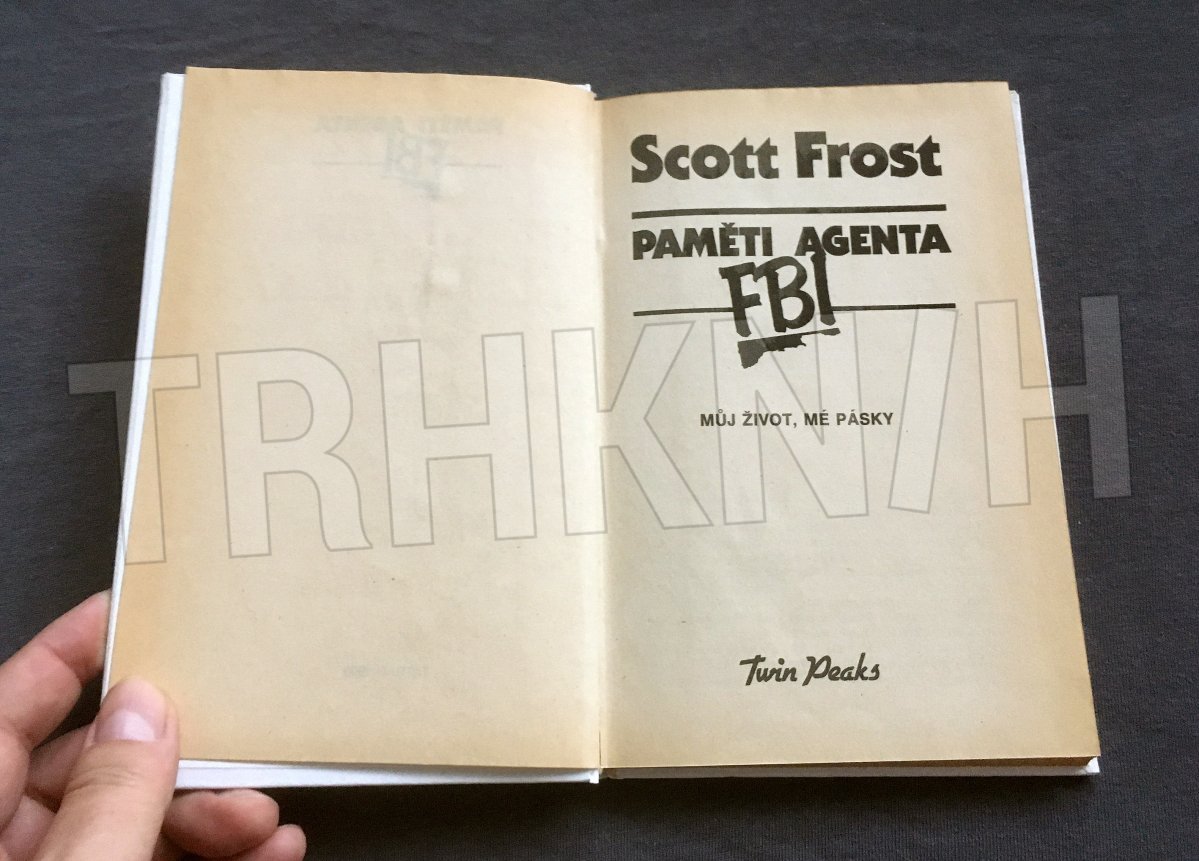 Scott Frost
PAMĚTI AGENTA
FBI
MŮJ ŽIVOT, MÉ PÁSKY
Twin Peaks
TRHKNIH